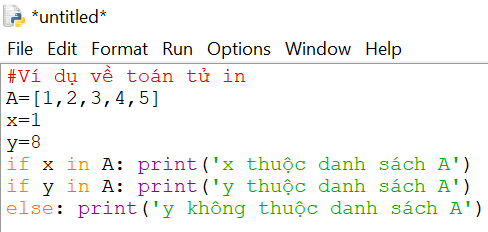 *untitled*
File Edit Format Run Options Window Help
#Ví dụ về toán tử in
A=[1,2,3,4,5]
x=1
y=8
if x in A: print('x thuộc danh sách A')
if y in A: print('y thuộc danh sách A')
else: print('y không thuộc danh sách A')